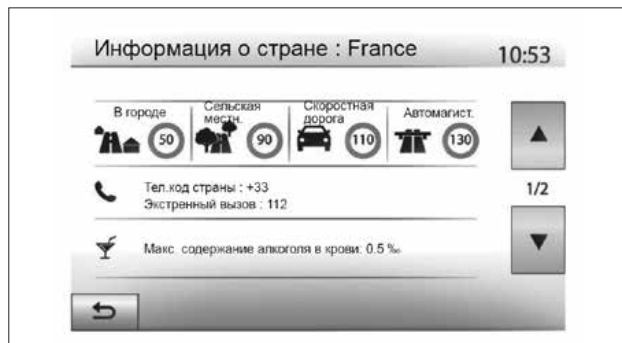 Информация о стране : France
10:53
В городе
Сельская
местн.
Скоростная
дорога
Автомагист.
50
90
110
130
Тел.код страны : +33
1/2
Экстренный вызов : 112
Макс. содержание алкоголя в крови: 0.5 ‰